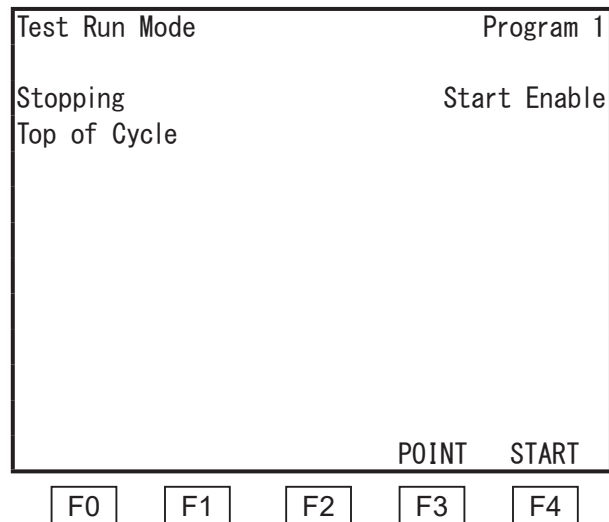 Test Run Mode Program 1
Stopping Start Enable
Top of Cycle
POINT START
F0 F1 F2 F3 F4